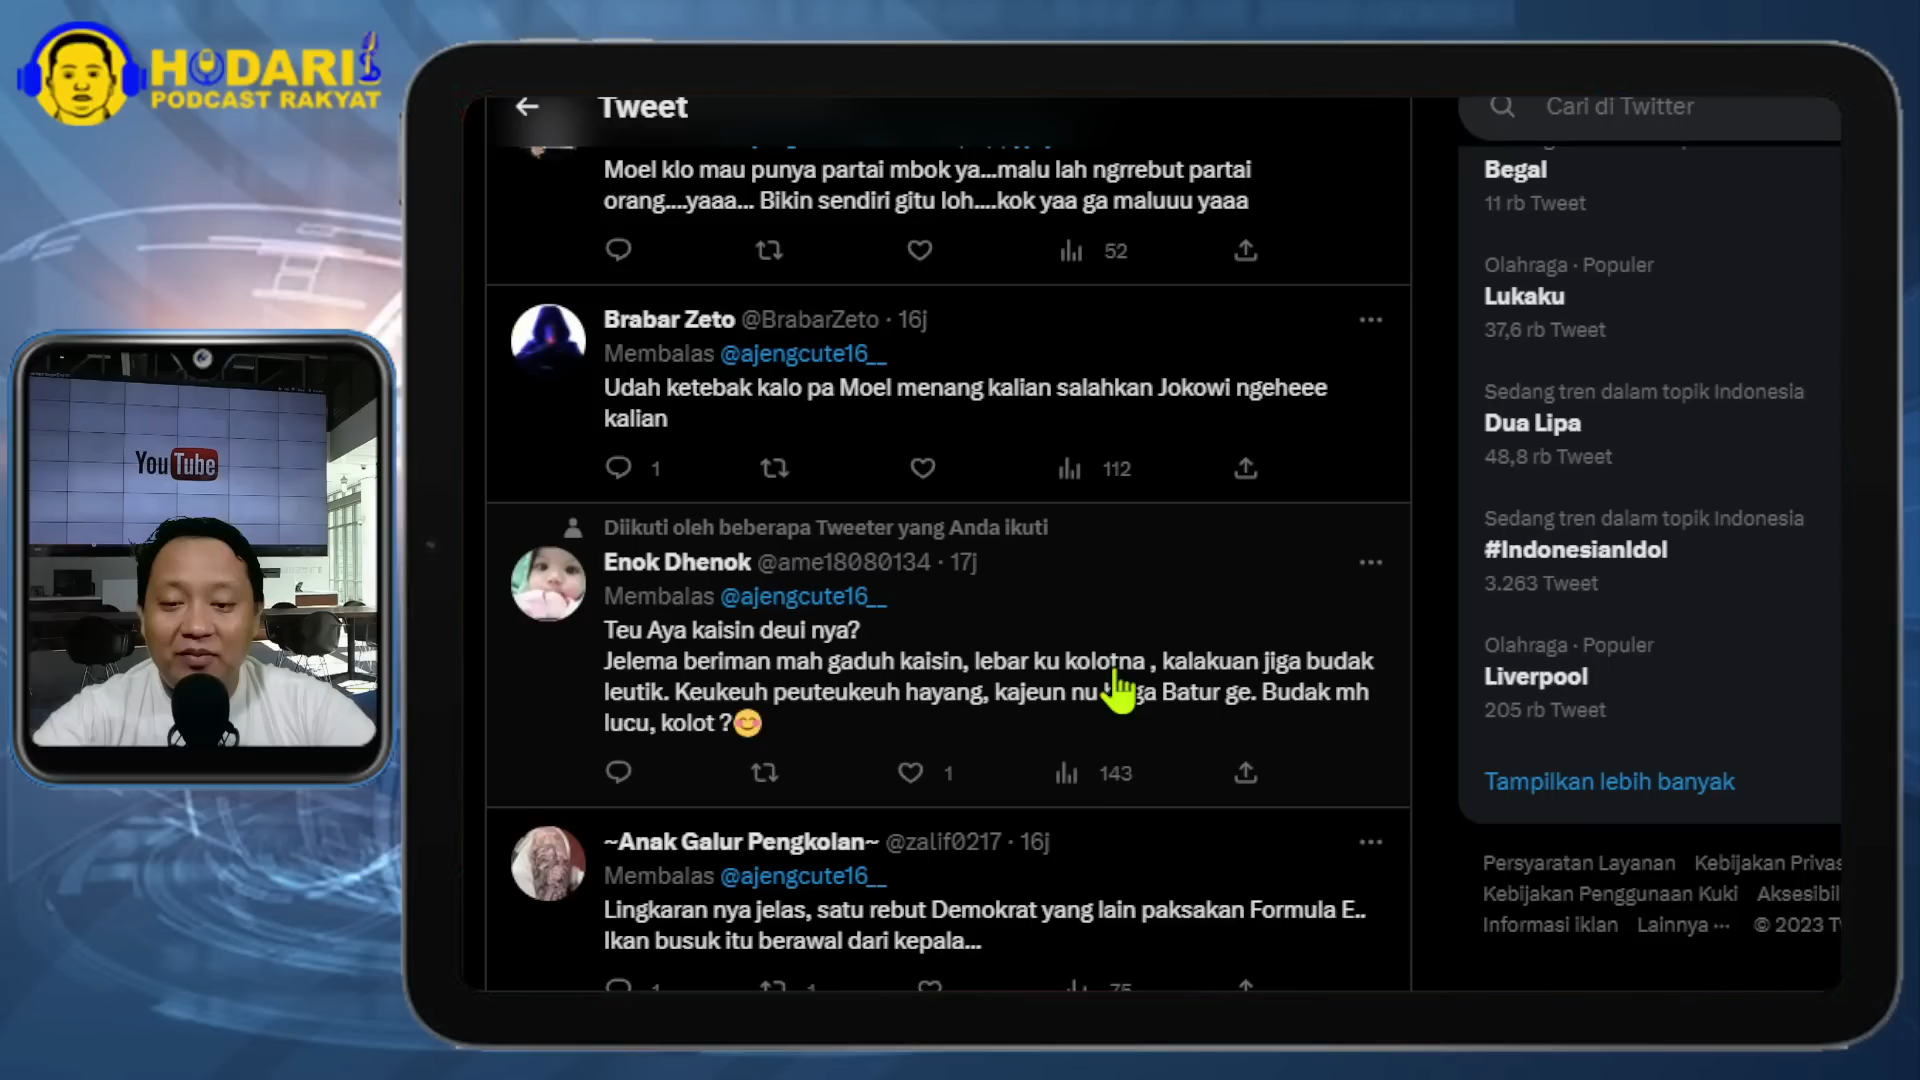 HUDARI
PODCAST RAKYAT
YouTube
Tweet
Moel klo mau punya partai mbok ya...malu lah ngrrebut partai
orang....yaaa... Bikin sendiri gitu loh....kok yaa ga maluuu yaaa
52
Brabar Zeto @BrabarZeto · 16j
Membalas @ajengcute16__
Udah ketebak kalo pa Moel menang kalian salahkan Jokowi ngeheee
kalian
1 112
Diikuti oleh beberapa Tweeter yang Anda ikuti
Enok Dhenok @ame18080134 · 17j
Membalas @ajengcute16__
Teu Aya kaisin deui nya?
Jelema beriman mah gaduh kaisin, lebar ku kolotna , kalakuan jiga budak
leutik. Keukeuh peuteukeuh hayang, kajeun nu Batur ge. Budak mh
lucu, kolot ?😊
1 143
~Anak Galur Pengkolan~ @zalif0217 · 16j
Membalas @ajengcute16__
Lingkaran nya jelas, satu rebut Demokrat yang lain paksakan Formula E..
Ikan busuk itu berawal dari kepala...
1 1 75
Cari di Twitter
Begal
11 rb Tweet
Olahraga · Populer
Lukaku
37,6 rb Tweet
Sedang tren dalam topik Indonesia
Dua Lipa
48,8 rb Tweet
Sedang tren dalam topik Indonesia
#IndonesianIdol
3.263 Tweet
Olahraga · Populer
Liverpool
205 rb Tweet
Tampilkan lebih banyak
Persyaratan Layanan Kebijakan Privas
Kebijakan Penggunaan Kuki Aksesibil
Informasi iklan Lainnya ··· © 2023